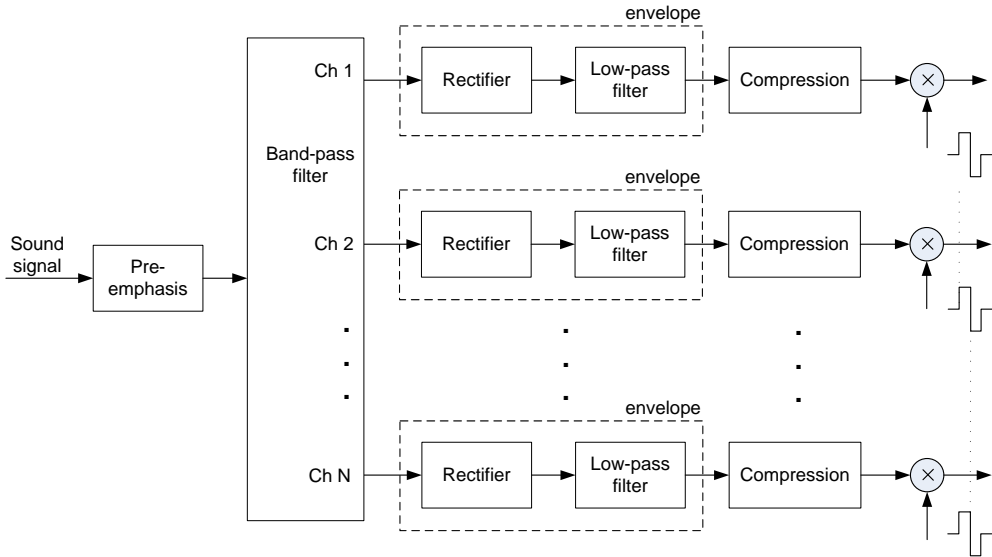 envelope
Ch 1
Rectifier
Low-pass
filter
Compression
×
Band-pass
filter
envelope
Ch 2
Rectifier
Low-pass
filter
Compression
×
Sound
signal
Pre-
emphasis
envelope
Ch N
Rectifier
Low-pass
filter
Compression
×